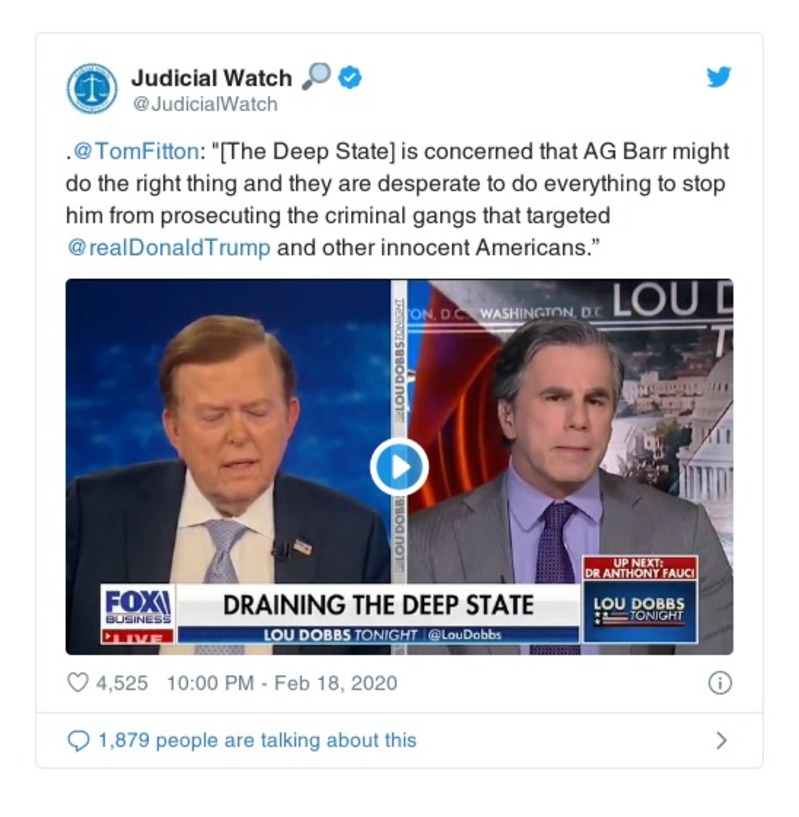 Judicial Watch
@JudicialWatch
.@TomFitton: "[The Deep State] is concerned that AG Barr might
do the right thing and they are desperate to do everything to stop
him from prosecuting the criminal gangs that targeted
@realDonaldTrump and other innocent Americans.”
LOU DOBBS TONIGHT
LOU DOBBS
ON, D.C. WASHINGTON, D.C.
LOU D
T
UP NEXT:
DR ANTHONY FAUCI
FOX
BUSINESS
LIVE
DRAINING THE DEEP STATE
LOU DOBBS TONIGHT @LouDobbs
LOU DOBBS
TONIGHT
4,525 10:00 PM - Feb 18, 2020
1,879 people are talking about this